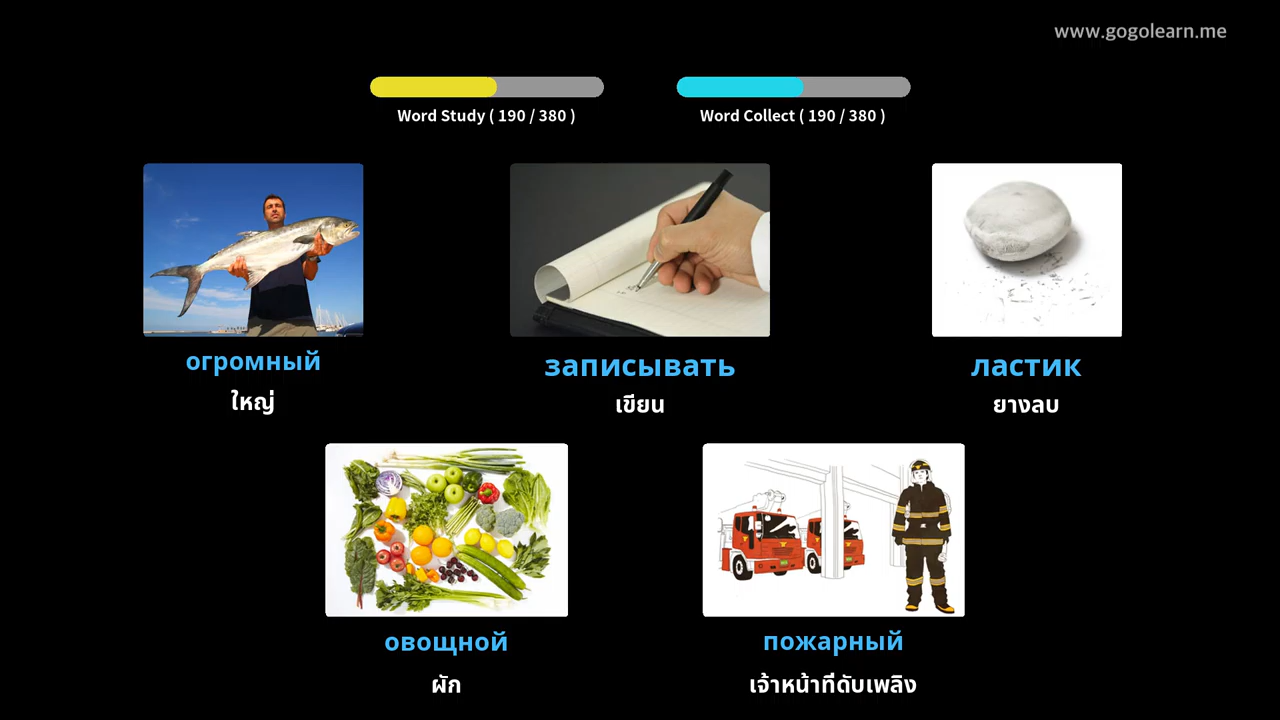 www.gogolearn.me
Word Study ( 190 / 380 )
Word Collect ( 190 / 380 )
огромный
ใหญ่
записывать
เขียน
ластик
ยางลบ
овощной
ผัก
пожарный
เจ้าหน้าที่ดับเพลิง